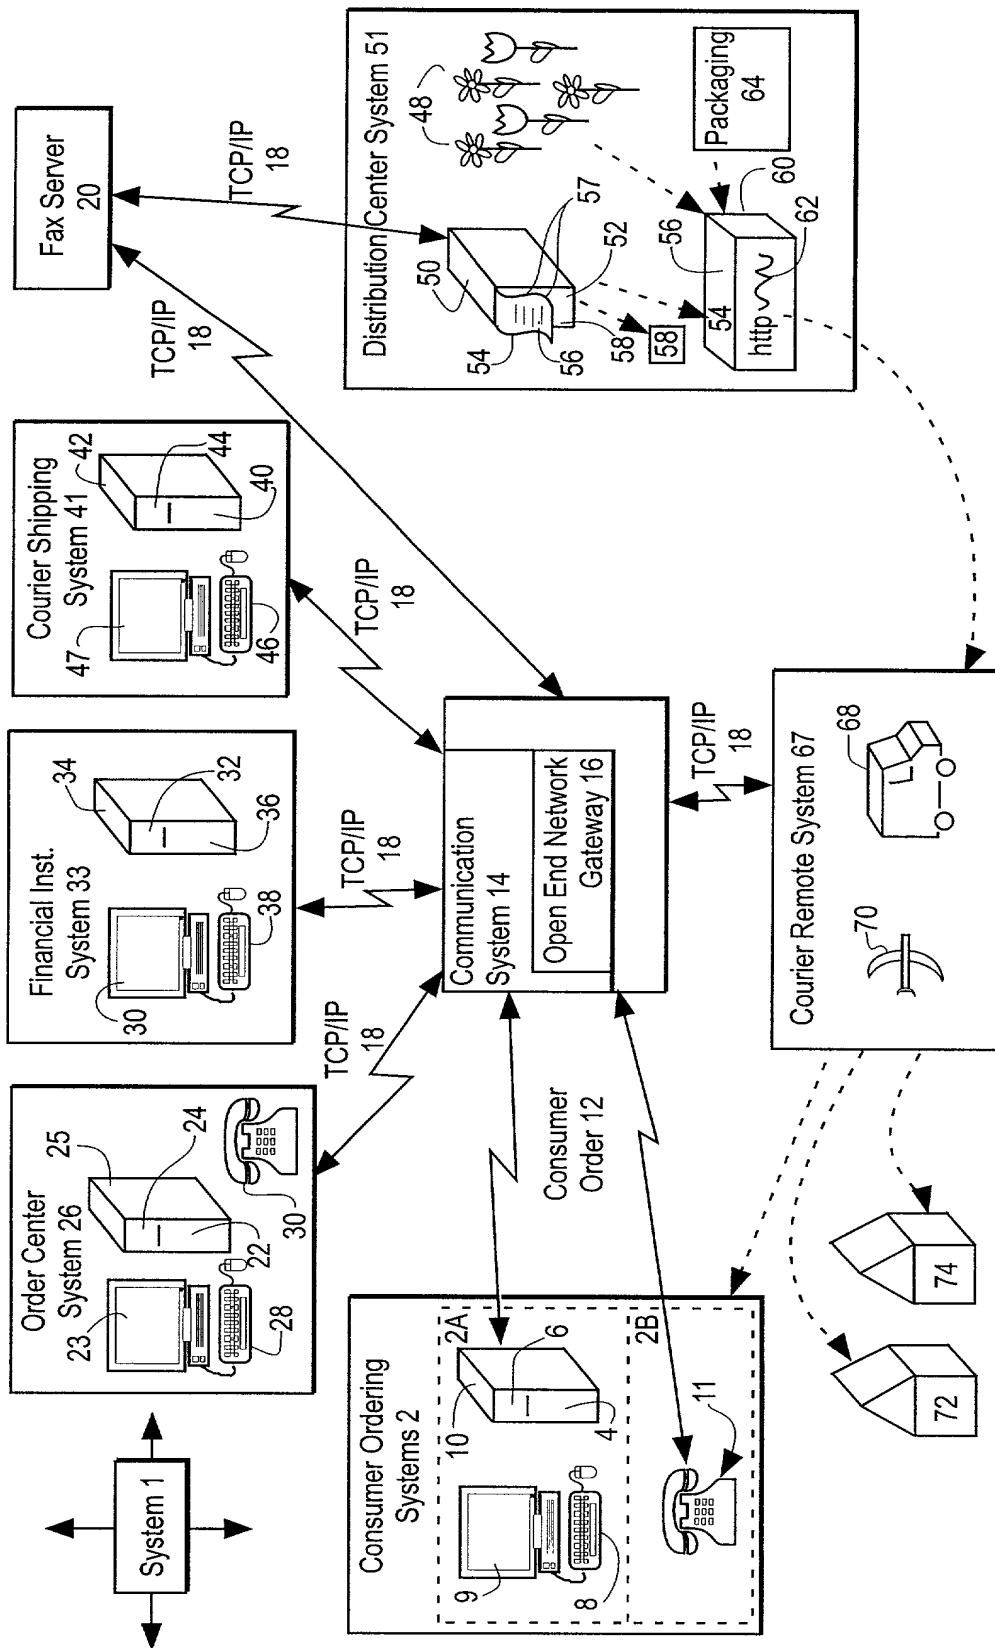 System 1
Order Center
System 26
23
25
24
22
28
30
Financial Inst.
System 33
30
34
32
36
38
Courier Shipping
System 41
47
42
44
40
46
Fax Server
20
TCP/IP
18
TCP/IP
18
TCP/IP
18
TCP/IP
18
TCP/IP
18
Consumer Ordering
Systems 2
2A
10
6
9
4
8
2B
11
Consumer
Order 12
Communication
System 14
Open End Network
Gateway 16
Distribution Center System 51
48
50
57
54
52
56
58
58
Packaging
64
60
56
54
http
62
TCP/IP
18
Courier Remote System 67
70
68
72
74